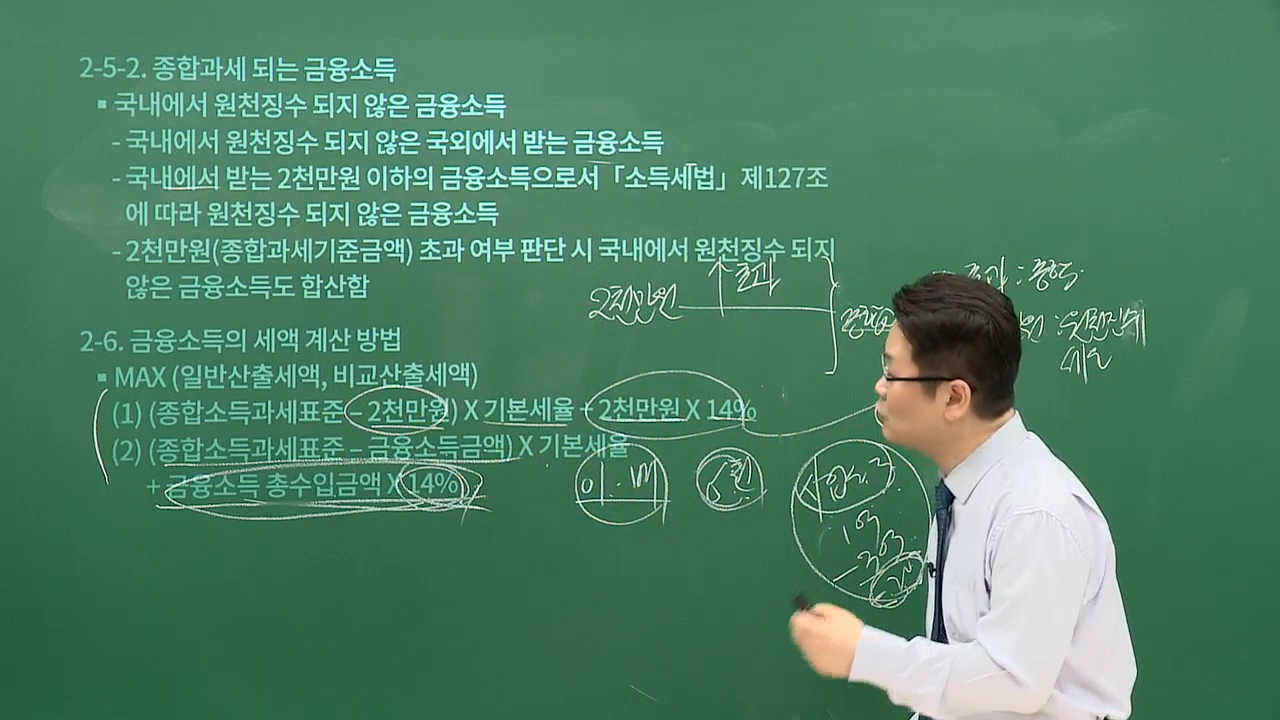 2-5-2. 종합과세 되는 금융소득
▪ 국내에서 원천징수 되지 않은 금융소득
- 국내에서 원천징수 되지 않은 국외에서 받는 금융소득
- 국내에서 받는 2천만원 이하의 금융소득으로서「소득세법」제127조
에 따라 원천징수 되지 않은 금융소득
- 2천만원(종합과세기준금액) 초과 여부 판단 시 국내에서 원천징수 되지
않은 금융소득도 합산함
초과
2천만원
2-6. 금융소득의 세액 계산 방법
▪ MAX (일반산출세액, 비교산출세액)
(1) (종합소득과세표준 – 2천만원) X 기본세율 + 2천만원 X 14%
(2) (종합소득과세표준 – 금융소득금액) X 기본세율
+ 금융소득 총수입금액 X 14%